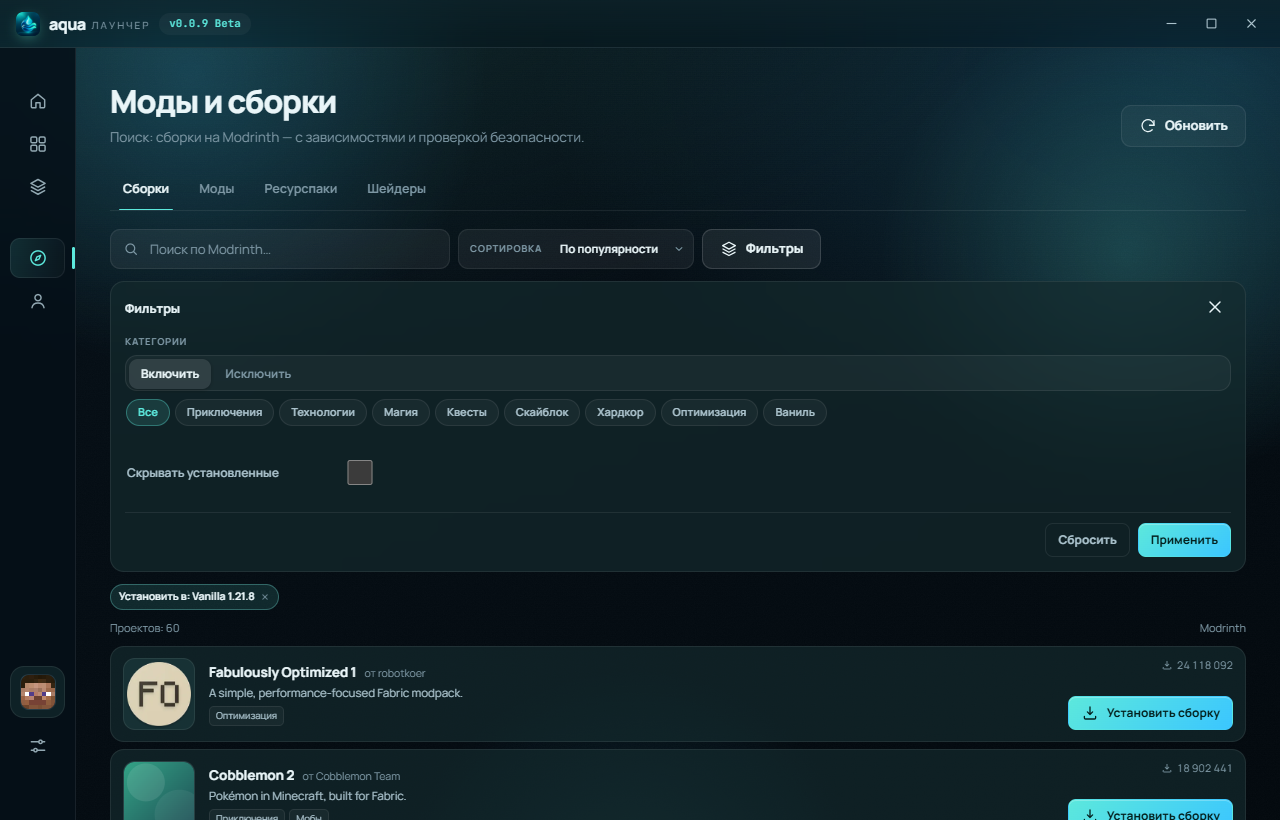 aqua ЛАУНЧЕР v0.0.9 Beta
Моды и сборки
Поиск: сборки на Modrinth — с зависимостями и проверкой безопасности.
Обновить
Сборки Моды Ресурспаки Шейдеры
Поиск по Modrinth...
СОРТИРОВКА По популярности
Фильтры
Фильтры
КАТЕГОРИИ
Включить Исключить
Все Приключения Технологии Магия Квесты Скайблок Хардкор Оптимизация Ваниль
Скрывать установленные
Сбросить Применить
Установить в: Vanilla 1.21.8 ×
Проектов: 60 Modrinth
FO
Fabulously Optimized 1 от robotkoer
24 118 092
A simple, performance-focused Fabric modpack.
Оптимизация
Установить сборку
Cobblemon 2 от Cobblemon Team
18 902 441
Pokémon in Minecraft, built for Fabric.
Приключения Мобы
Установить сборку